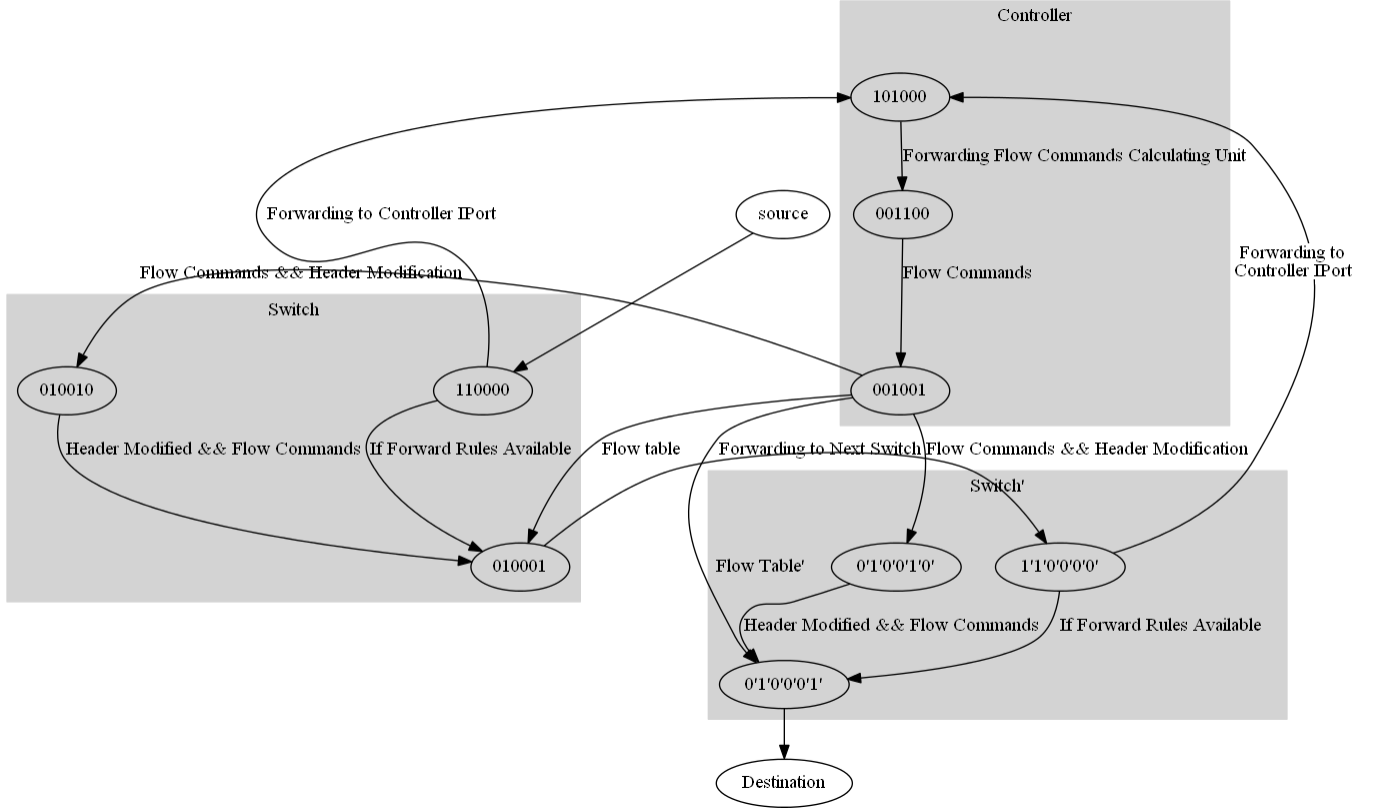 Controller
101000
Forwarding Flow Commands Calculating Unit
Forwarding to Controller IPort
source
001100
Forwarding to
Controller IPort
Flow Commands && Header Modification
Flow Commands
Switch
010010
110000
001001
Header Modified && Flow Commands
If Forward Rules Available
Flow table
Forwarding to Next Switch
Flow Commands && Header Modification
Switch'
010001
Flow Table'
0'1'0'0'1'0'
1'1'0'0'0'0'
Header Modified && Flow Commands
If Forward Rules Available
0'1'0'0'0'1'
Destination